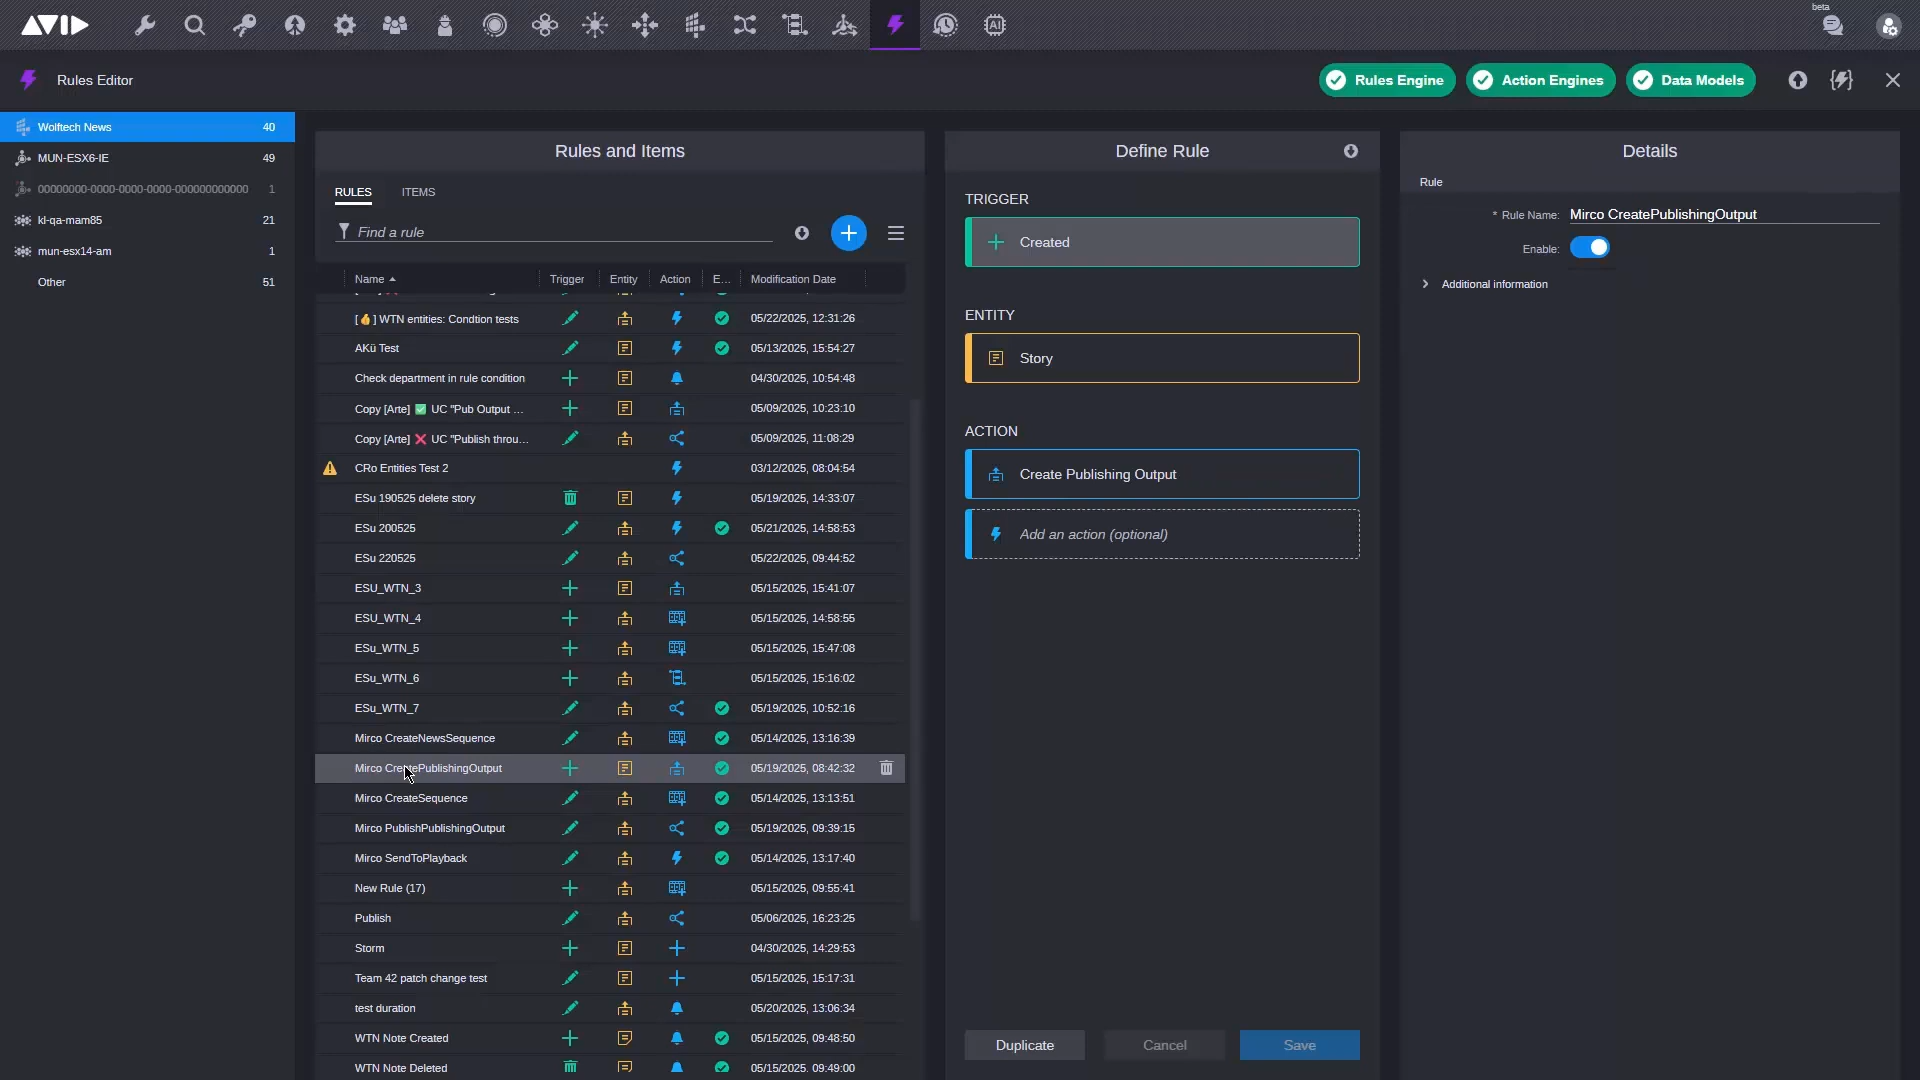 AVID
AI
beta
Rules Editor
Rules Engine
Action Engines
Data Models
Wolftech News 40
MUN-ESX6-IE 49
00000000-0000-0000-0000-000000000000 1
kl-qa-mam85 21
mun-esx14-am 1
Other 51
Rules and Items
RULES ITEMS
Find a rule
Name Trigger Entity Action E... Modification Date
[👍] WTN entities: Condtion tests 05/22/2025, 12:31:26
AKü Test 05/13/2025, 15:54:27
Check department in rule condition 04/30/2025, 10:54:48
Copy [Arte] ✅ UC "Pub Output ... 05/09/2025, 10:23:10
Copy [Arte] ❌ UC "Publish throu... 05/09/2025, 11:08:29
CRo Entities Test 2 03/12/2025, 08:04:54
ESu 190525 delete story 05/19/2025, 14:33:07
ESu 200525 05/21/2025, 14:58:53
ESu 220525 05/22/2025, 09:44:52
ESU_WTN_3 05/15/2025, 15:41:07
ESU_WTN_4 05/15/2025, 14:58:55
ESu_WTN_5 05/15/2025, 15:47:08
ESu_WTN_6 05/15/2025, 15:16:02
ESu_WTN_7 05/19/2025, 10:52:16
Mirco CreateNewsSequence 05/14/2025, 13:16:39
Mirco CreatePublishingOutput 05/19/2025, 08:42:32
Mirco CreateSequence 05/14/2025, 13:13:51
Mirco PublishPublishingOutput 05/19/2025, 09:39:15
Mirco SendToPlayback 05/14/2025, 13:17:40
New Rule (17) 05/15/2025, 09:55:41
Publish 05/06/2025, 16:23:25
Storm 04/30/2025, 14:29:53
Team 42 patch change test 05/15/2025, 15:17:31
test duration 05/20/2025, 13:06:34
WTN Note Created 05/15/2025, 09:48:50
WTN Note Deleted 05/15/2025, 09:49:00
Define Rule
TRIGGER
Created
ENTITY
Story
ACTION
Create Publishing Output
Add an action (optional)
Duplicate Cancel Save
Details
Rule
* Rule Name: Mirco CreatePublishingOutput
Enable:
Additional information